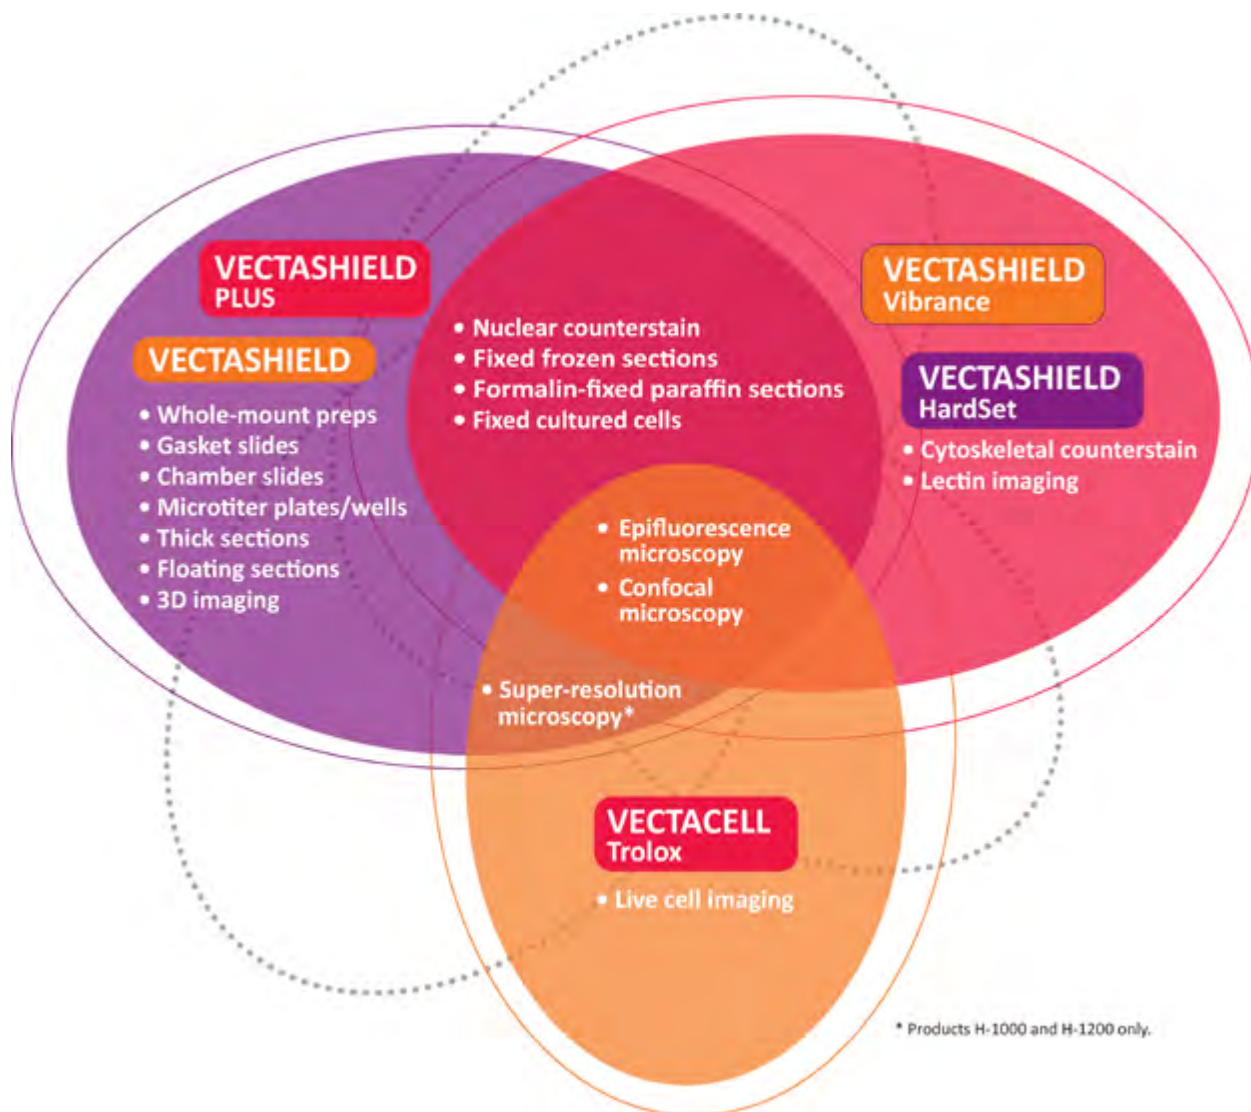 VECTASHIELD
PLUS
VECTASHIELD
• Whole-mount preps
• Gasket slides
• Chamber slides
• Microtiter plates/wells
• Thick sections
• Floating sections
• 3D imaging
• Nuclear counterstain
• Fixed frozen sections
• Formalin-fixed paraffin sections
• Fixed cultured cells
VECTASHIELD
Vibrance
VECTASHIELD
HardSet
• Cytoskeletal counterstain
• Lectin imaging
• Epifluorescence
microscopy
• Confocal
microscopy
• Super-resolution
microscopy*
VECTACELL
Trolox
• Live cell imaging
* Products H-1000 and H-1200 only.